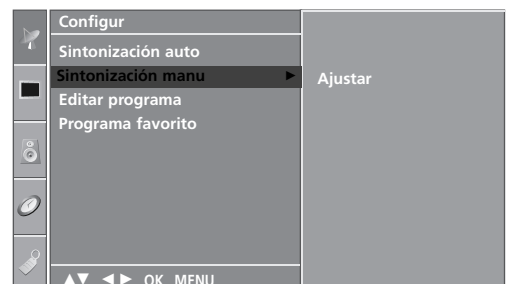 Configur
Sintonización auto
Sintonización manu ►
Ajustar
Editar programa
Programa favorito
▲▼ ◄► OK MENU